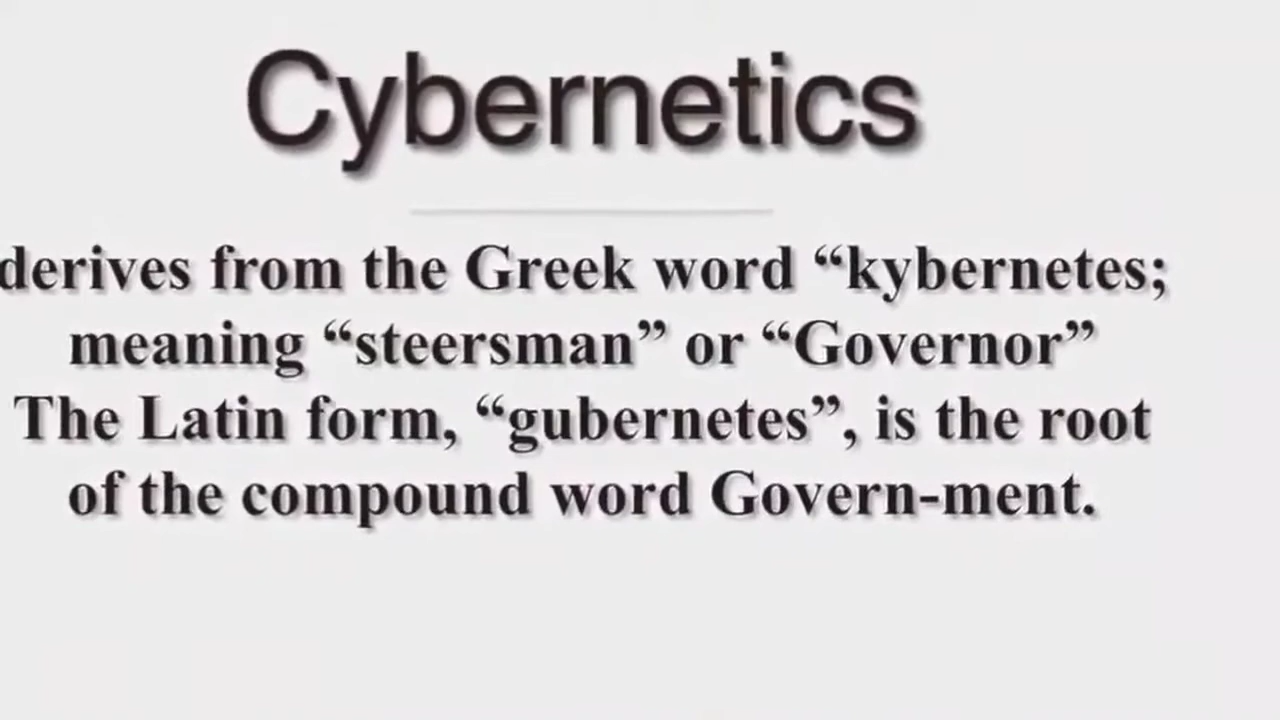 Cybernetics
derives from the Greek word “kybernetes;
meaning “steersman” or “Governor”
The Latin form, “gubernetes”, is the root
of the compound word Govern-ment.